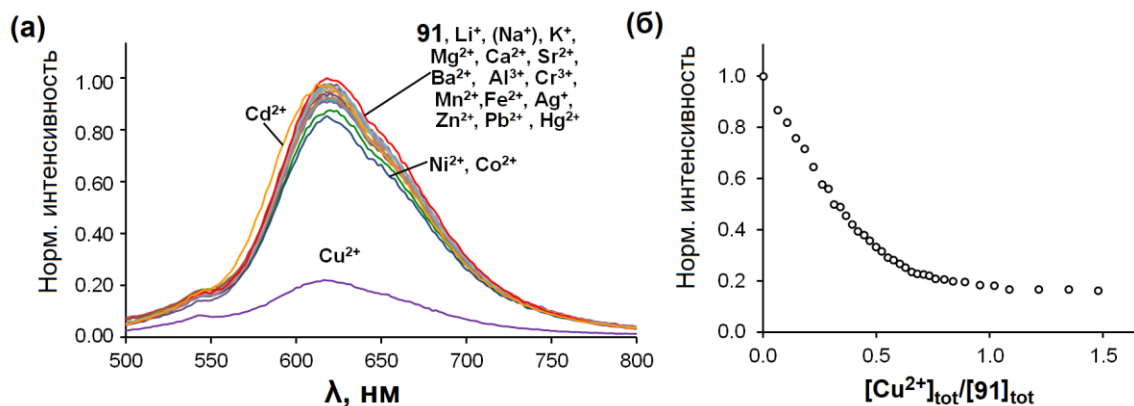 (а)
Норм. интенсивность
1.00
0.80
0.60
0.40
0.20
0.00
Cd²⁺
91, Li⁺, (Na⁺), K⁺,
Mg²⁺, Ca²⁺, Sr²⁺,
Ba²⁺, Al³⁺, Cr³⁺,
Mn²⁺,Fe²⁺, Ag⁺,
Zn²⁺, Pb²⁺ , Hg²⁺
Ni²⁺, Co²⁺
Cu²⁺
500 550 600 650 700 750 800
λ, нм
(б)
Норм. интенсивность
1.0
0.8
0.6
0.4
0.2
0.0
0.0 0.5 1.0 1.5
[Cu²⁺]tot/[91]tot